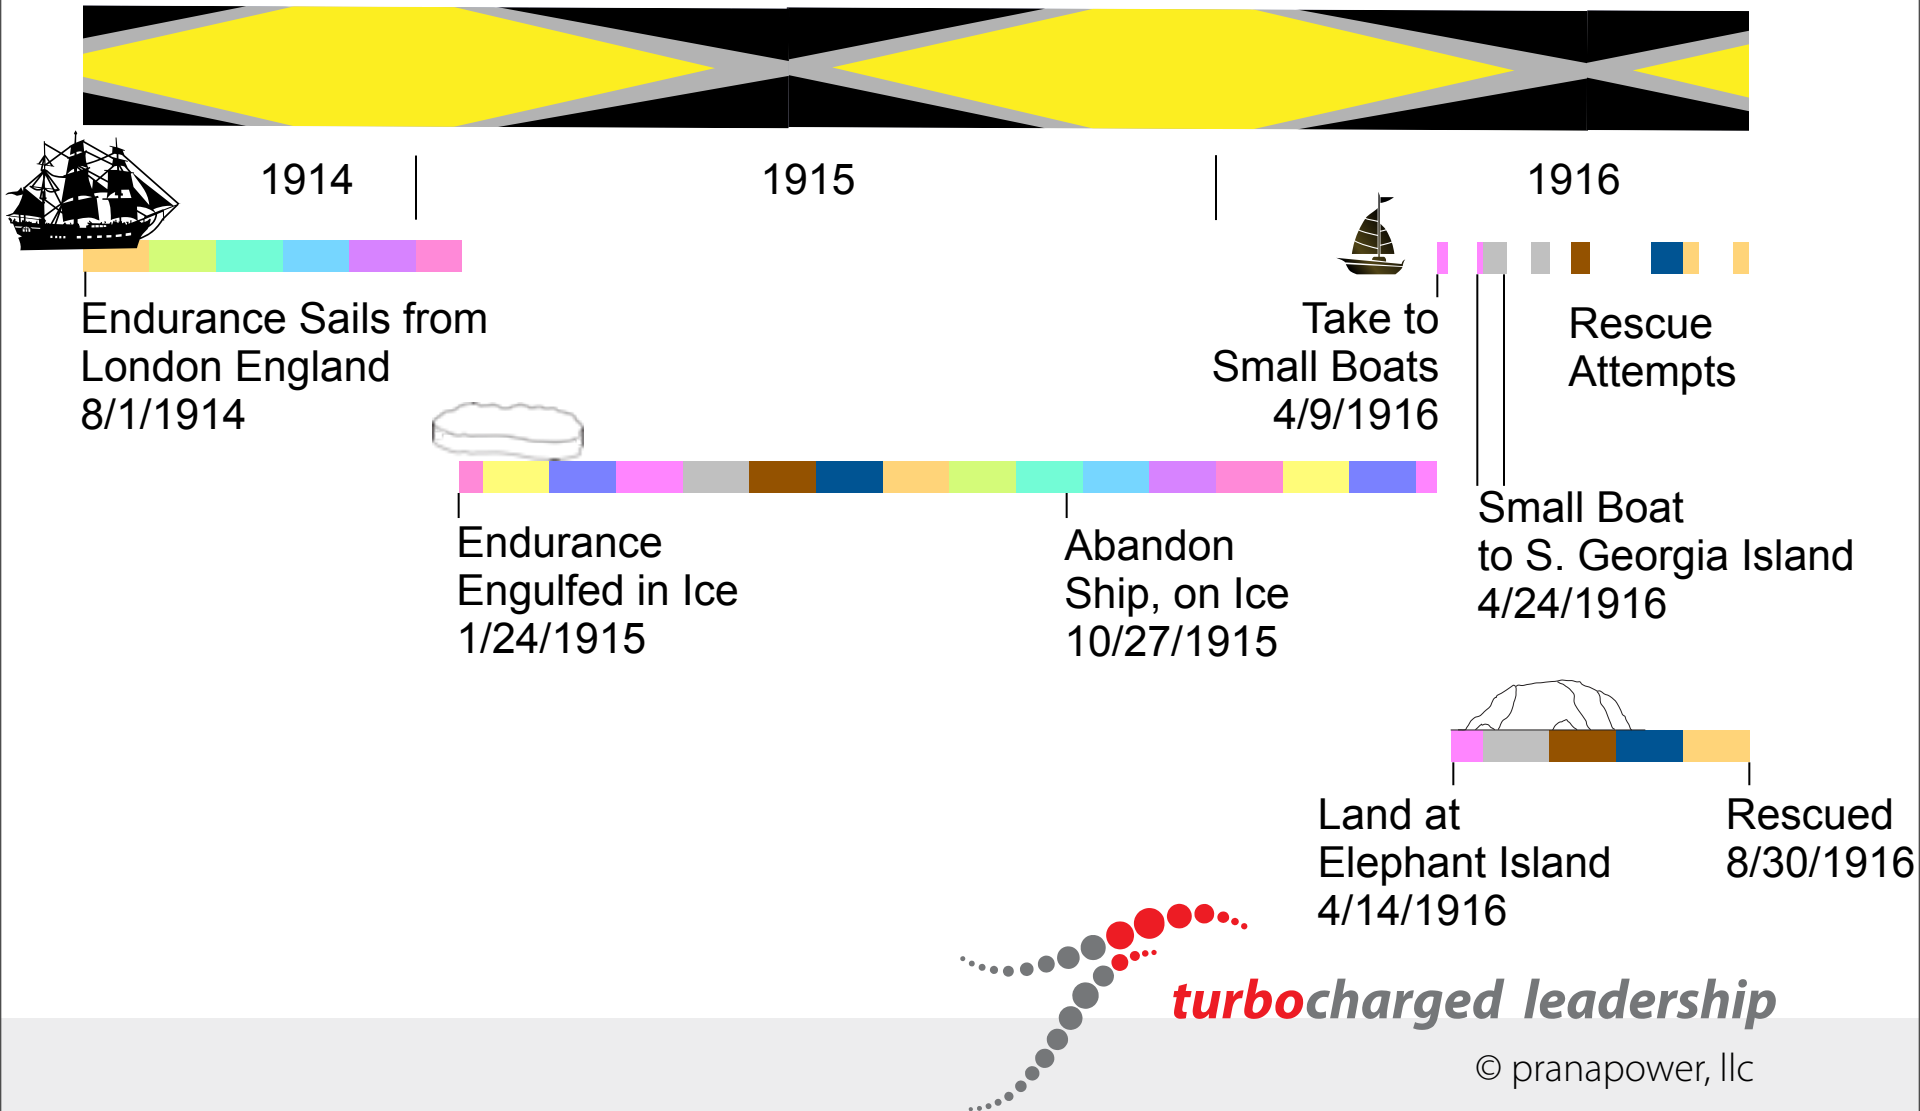 1914
1915
1916
Endurance Sails from
London England
8/1/1914
Take to
Small Boats
4/9/1916
Rescue
Attempts
Endurance
Engulfed in Ice
1/24/1915
Abandon
Ship, on Ice
10/27/1915
Small Boat
to S. Georgia Island
4/24/1916
Land at
Elephant Island
4/14/1916
Rescued
8/30/1916
turbocharged leadership
© pranapower, llc